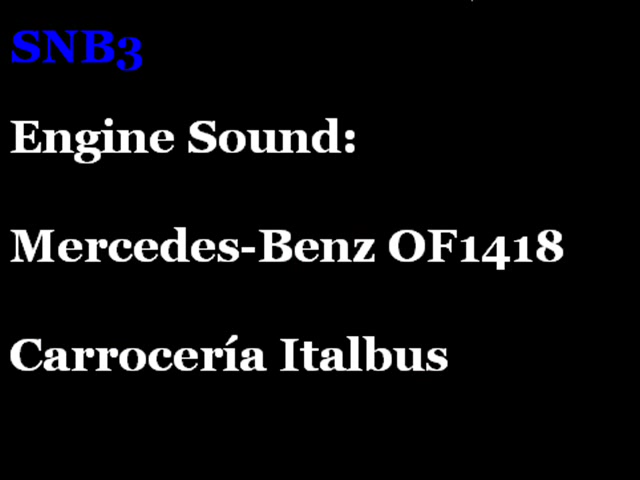 SNB3
Engine Sound:
Mercedes-Benz OF1418
Carrocería Italbus